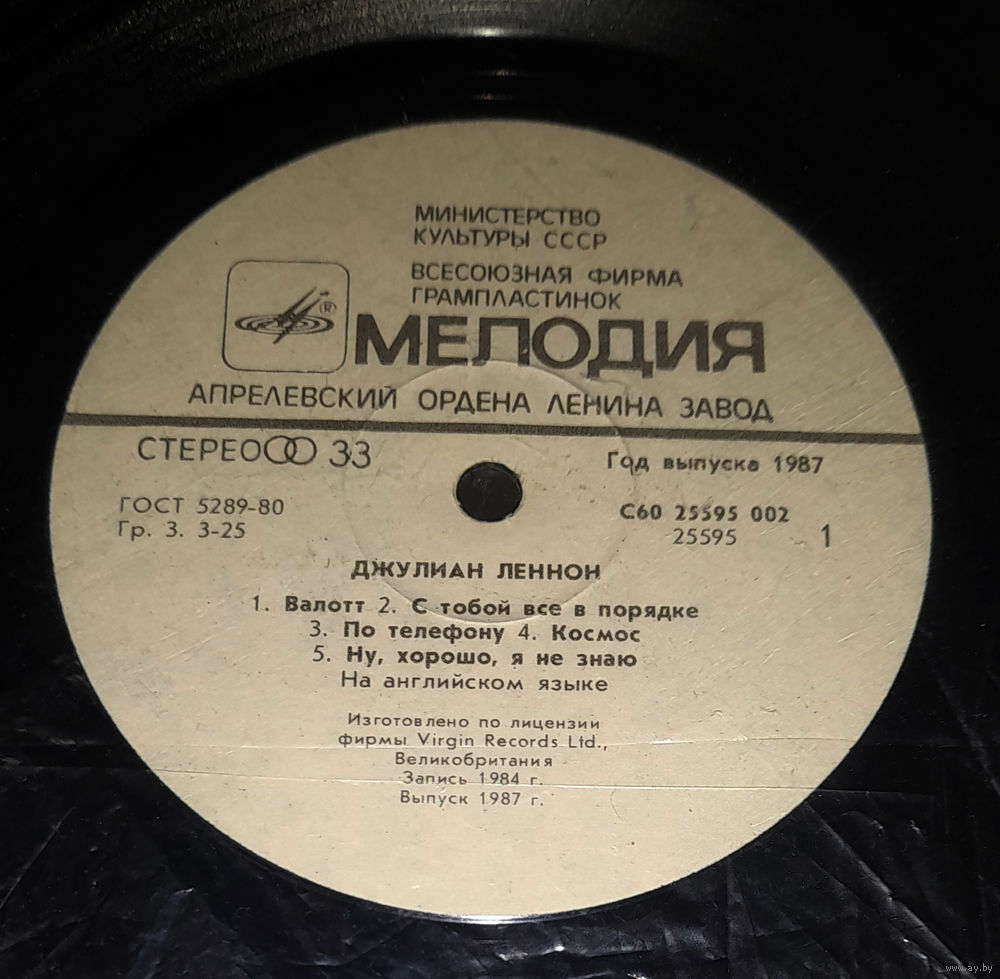 МИНИСТЕРСТВО
КУЛЬТУРЫ СССР
ВСЕСОЮЗНАЯ ФИРМА
ГРАМПЛАСТИНОК
®
МЕЛОДИЯ
АПРЕЛЕВСКИЙ ОРДЕНА ЛЕНИНА ЗАВОД
СТЕРЕО 33
Год выпуска 1987
ГОСТ 5289-80
Гр. 3. 3-25
С60 25595 002
25595 1
ДЖУЛИАН ЛЕННОН
1. Валотт 2. С тобой все в порядке
3. По телефону 4. Космос
5. Ну, хорошо, я не знаю
На английском языке
Изготовлено по лицензии
фирмы Virgin Records Ltd.,
Великобритания
Запись 1984 г.
Выпуск 1987 г.
www.ay.by